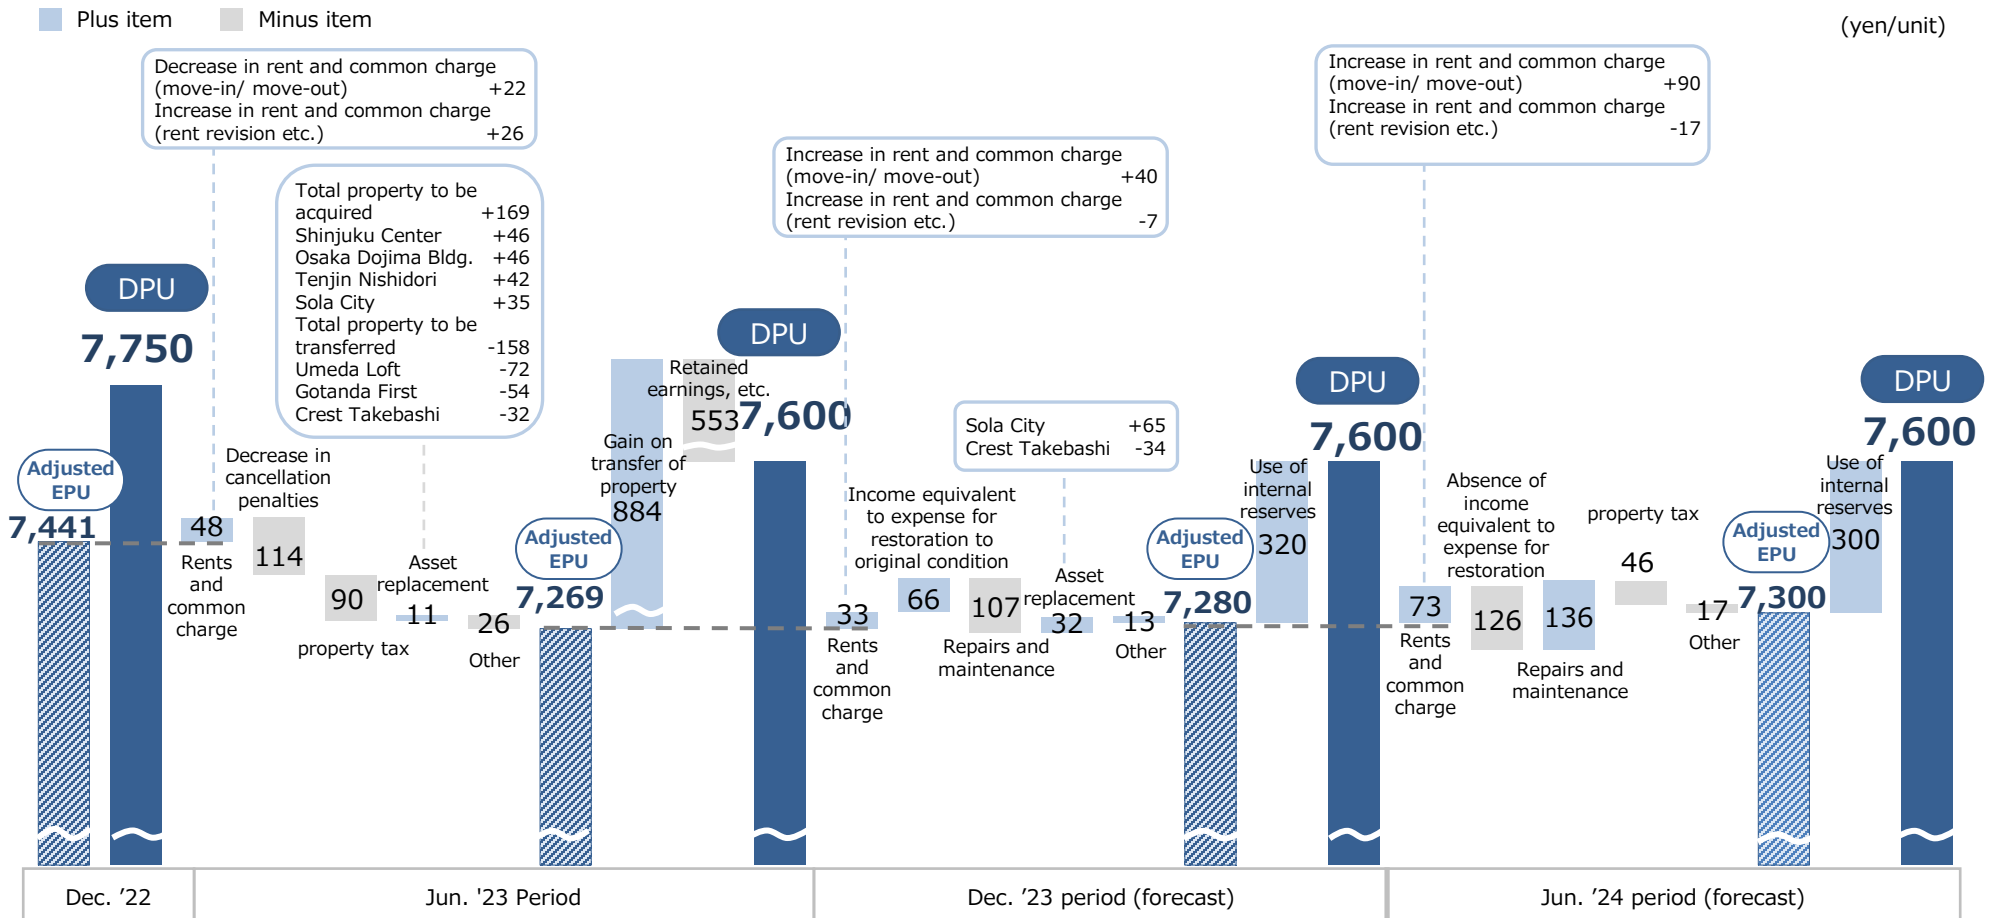 Plus item
Minus item
(yen/unit)
Decrease in rent and common charge
(move-in/ move-out) +22
Increase in rent and common charge
(rent revision etc.) +26
Total property to be
acquired +169
Shinjuku Center +46
Osaka Dojima Bldg. +46
Tenjin Nishidori +42
Sola City +35
Total property to be
transferred -158
Umeda Loft -72
Gotanda First -54
Crest Takebashi -32
Increase in rent and common charge
(move-in/ move-out) +40
Increase in rent and common charge
(rent revision etc.) -7
Sola City +65
Crest Takebashi -34
Increase in rent and common charge
(move-in/ move-out) +90
Increase in rent and common charge
(rent revision etc.) -17
Adjusted
EPU
7,441
DPU
7,750
48
Rents
and
common
charge
Decrease in
cancellation
penalties
114
90
property tax
Asset
replacement
11
26
Other
Adjusted
EPU
7,269
Gain on
transfer of
property
884
Retained
earnings, etc.
553
DPU
7,600
33
Rents
and
common
charge
Income equivalent
to expense for
restoration to
original condition
66
107
Repairs and
maintenance
Asset
replacement
32
13
Other
Adjusted
EPU
7,280
Use of
internal
reserves
320
DPU
7,600
73
Rents
and
common
charge
Absence of
income
equivalent to
expense for
restoration
126
136
Repairs and
maintenance
property tax
46
17
Other
Adjusted
EPU
7,300
Use of
internal
reserves
300
DPU
7,600
Dec. ’22
Jun. '23 Period
Dec. ’23 period (forecast)
Jun. ’24 period (forecast)